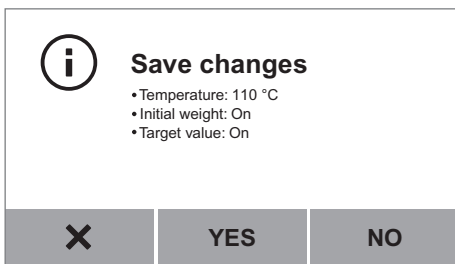 Save changes
• Temperature: 110 °C
• Initial weight: On
• Target value: On
YES
NO